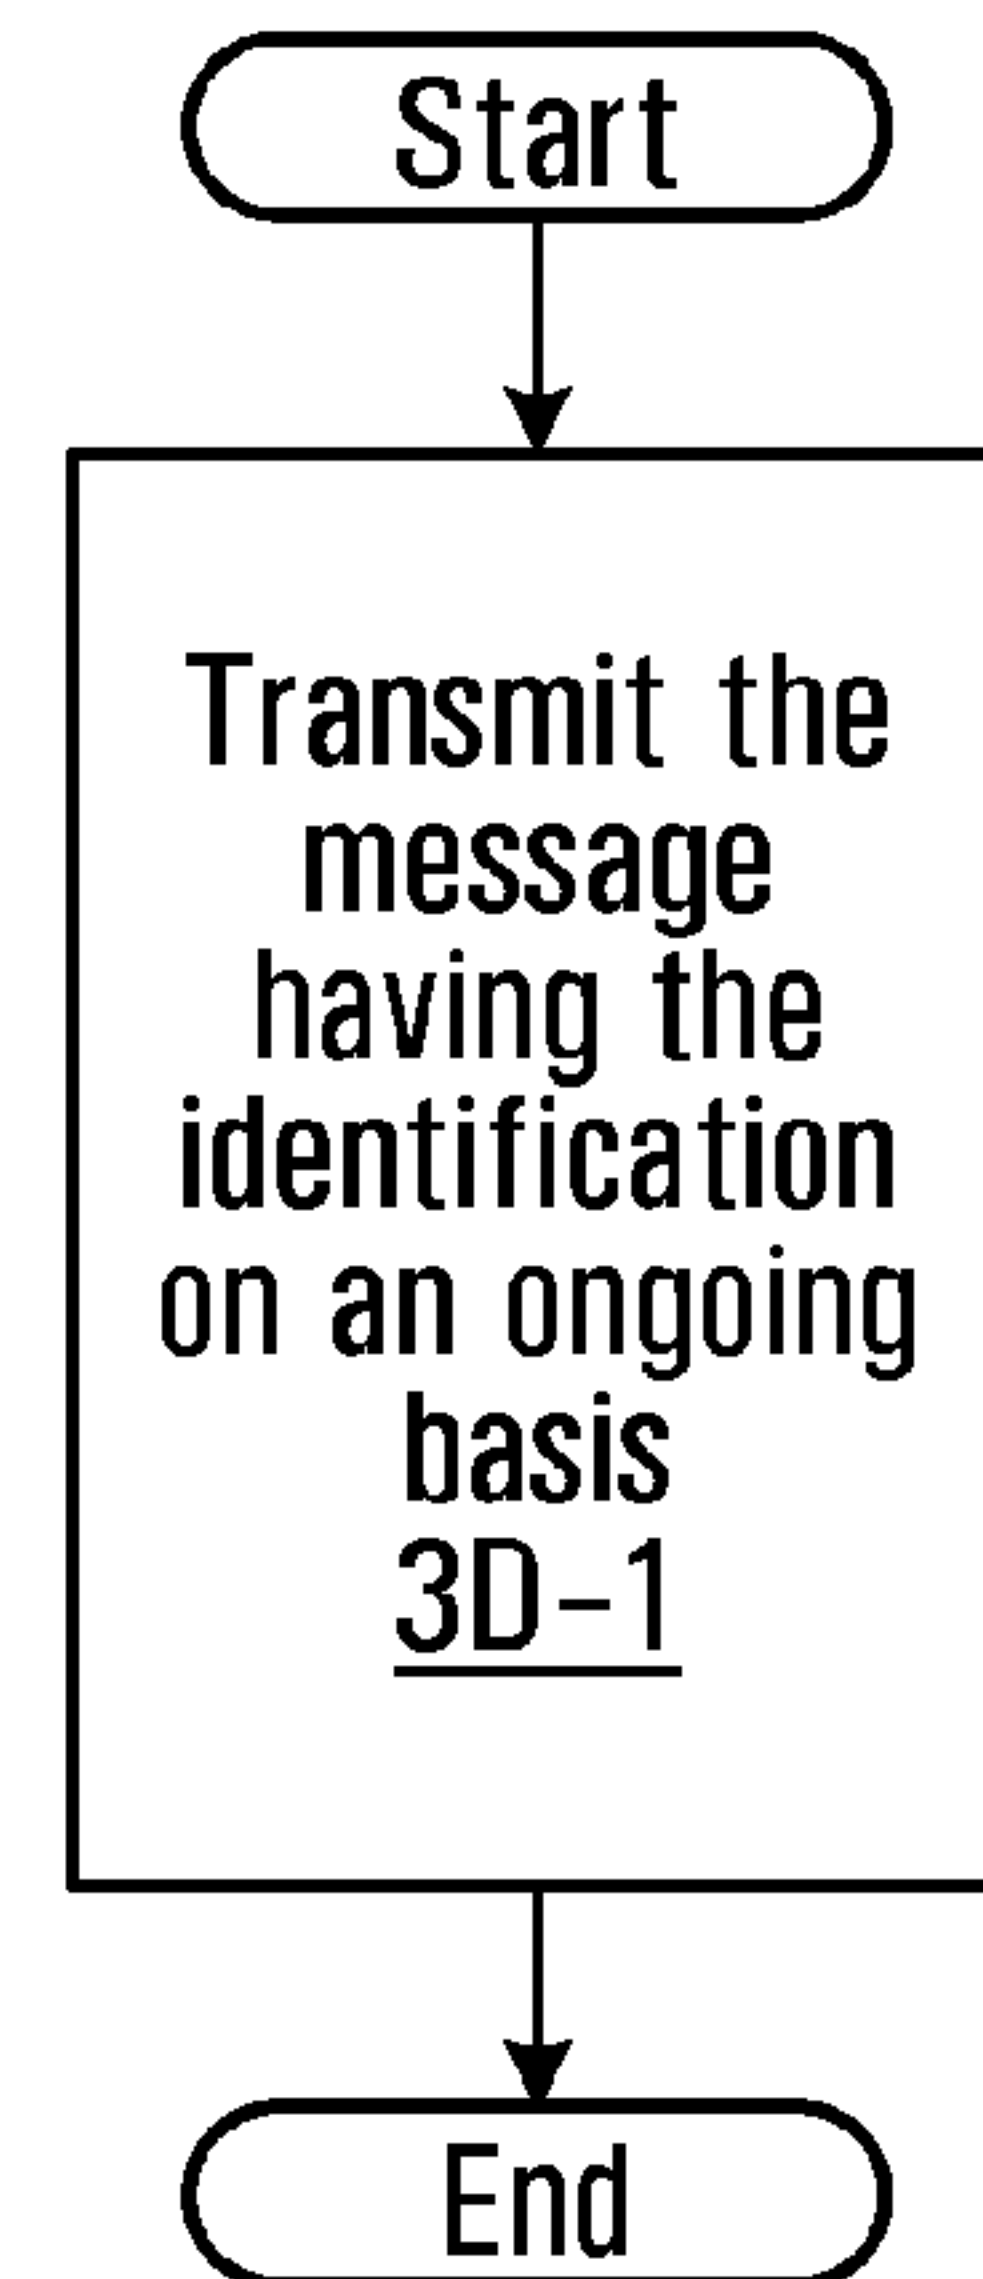 Start
Transmit the
message
having the
identification
on an ongoing
basis
3D-1
End